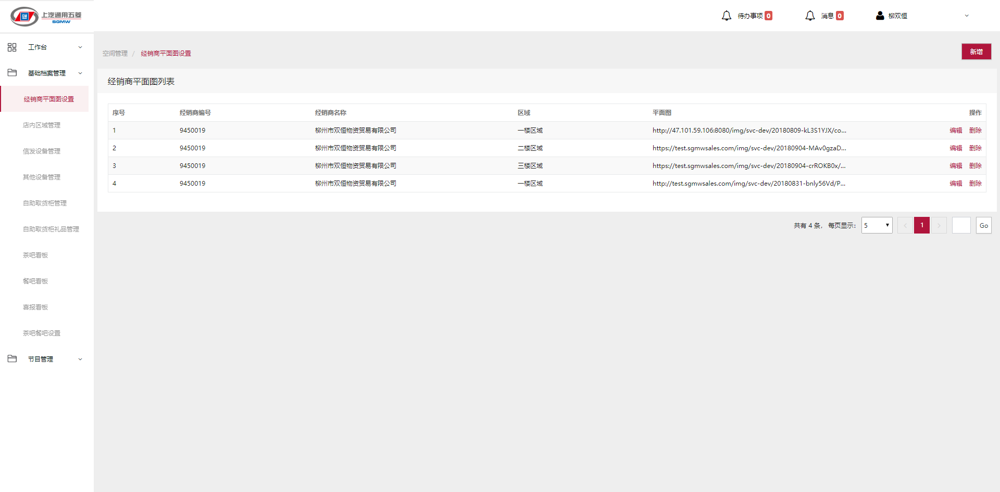 GM 上汽通用五菱
SGMW
待办事项 0 消息 0 柳双恒
工作台
基础档案管理
经销商平面图设置
店内区域管理
信发设备管理
其他设备管理
自助取货柜管理
自助取货柜礼品管理
茶吧看板
餐吧看板
喜报看板
茶吧餐吧设置
节目管理
空间管理 / 经销商平面图设置
新增
经销商平面图列表
序号 经销商编号 经销商名称 区域 平面图 操作
1 9450019 柳州市双恒物资贸易有限公司 一楼区域 http://47.101.59.106:8080/img/svc-dev/20180809-kL3S1YJX/co... 编辑 删除
2 9450019 柳州市双恒物资贸易有限公司 二楼区域 https://test.sgmwsales.com/img/svc-dev/20180904-MAv0gzaD... 编辑 删除
3 9450019 柳州市双恒物资贸易有限公司 三楼区域 https://test.sgmwsales.com/img/svc-dev/20180904-crROKB0x/... 编辑 删除
4 9450019 柳州市双恒物资贸易有限公司 一楼区域 http://test.sgmwsales.com/img/svc-dev/20180831-bnly56Vd/P... 编辑 删除
共有 4 条， 每页显示: 5 < 1 > Go